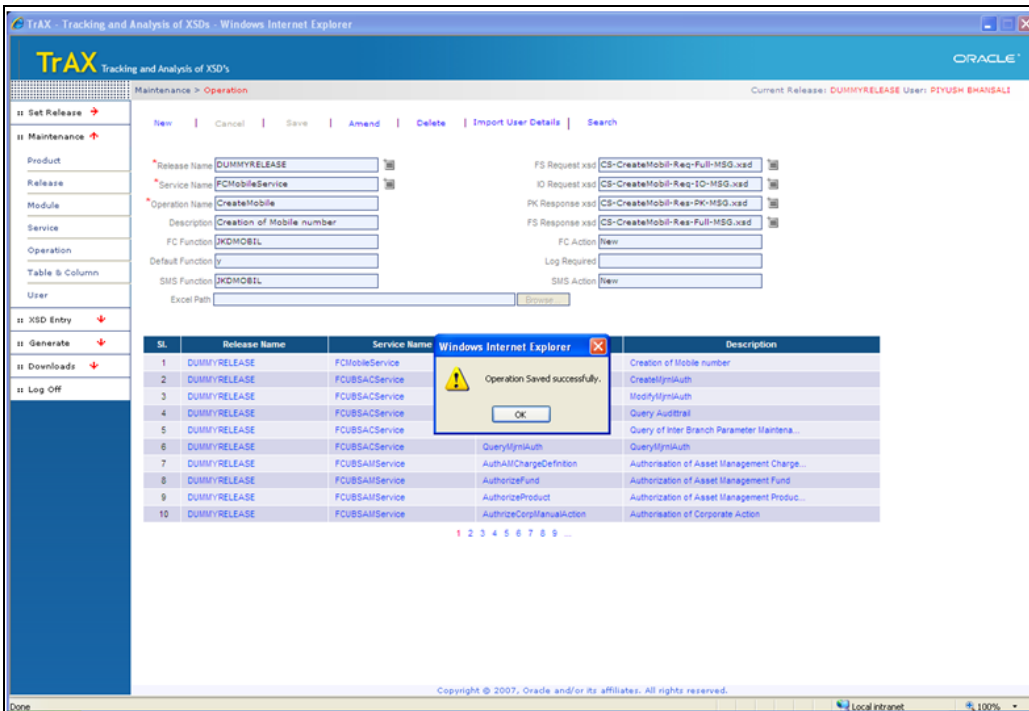 TrAX - Tracking and Analysis of XSDs - Windows Internet Explorer
TrAX Tracking and Analysis of XSD's
ORACLE
Maintenance > Operation
Current Release: DUMMYRELEASE User: PIYUSH BHANSALI
Set Release
Maintenance
Product
Release
Module
Service
Operation
Table & Column
User
XSD Entry
Generate
Downloads
Log Off
New | Cancel | Save | Amend | Delete | Import User Details | Search
*Release Name DUMMYRELEASE
FS Request xsd CS-CreateMobil-Req-Full-MSG.xsd
*Service Name FCMobileService
IO Request xsd CS-CreateMobil-Req-IO-MSG.xsd
*Operation Name CreateMobile
PK Response xsd CS-CreateMobil-Res-PK-MSG.xsd
Description Creation of Mobile number
FS Response xsd CS-CreateMobil-Res-Full-MSG.xsd
FC Function JKDMOBIL
FC Action New
Default Function y
Log Required
SMS Function JKDMOBIL
SMS Action New
Excel Path
Browse
SL. Release Name Service Name Description
1 DUMMYRELEASE FCMobileService Creation of Mobile number
2 DUMMYRELEASE FCUBSACService CreateMjrnlAuth
3 DUMMYRELEASE FCUBSACService ModifyMjrnlAuth
4 DUMMYRELEASE FCUBSACService Query Audittrail
5 DUMMYRELEASE FCUBSACService Query of Inter Branch Parameter Maintena...
6 DUMMYRELEASE FCUBSACService QueryMjrnlAuth QueryMjrnlAuth
7 DUMMYRELEASE FCUBSAMService AuthAMChargeDefinition Authorisation of Asset Management Charge...
8 DUMMYRELEASE FCUBSAMService AuthorizeFund Authorization of Asset Management Fund
9 DUMMYRELEASE FCUBSAMService AuthorizeProduct Authorization of Asset Management Produc...
10 DUMMYRELEASE FCUBSAMService AuthrizeCorpManualAction Authorisation of Corporate Action
1 2 3 4 5 6 7 8 9 ...
Windows Internet Explorer
Operation Saved successfully.
OK
Copyright @ 2007, Oracle and/or its affiliates. All rights reserved.
Done
Local intranet
100%